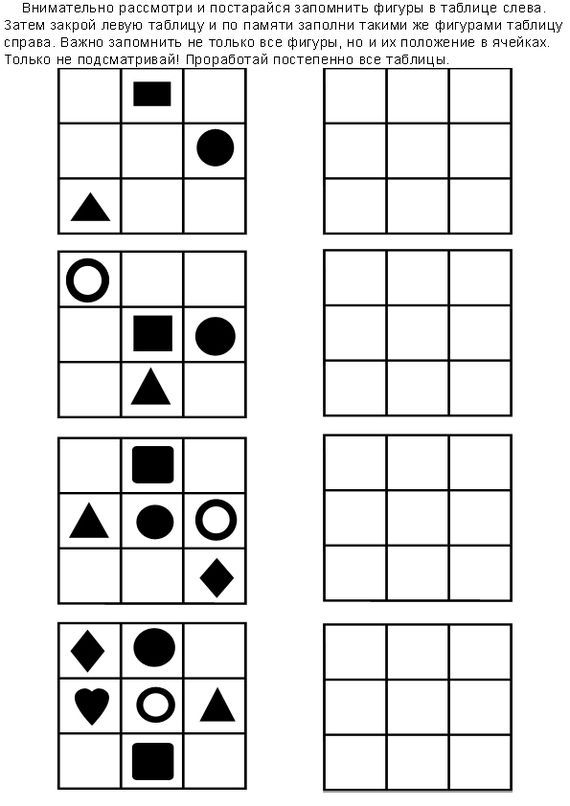 Внимательно рассмотри и постарайся запомнить фигуры в таблице слева.
Затем закрой левую таблицу и по памяти заполни такими же фигурами таблицу
справа. Важно запомнить не только все фигуры, но и их положение в ячейках.
Только не подсматривай! Проработай постепенно все таблицы.